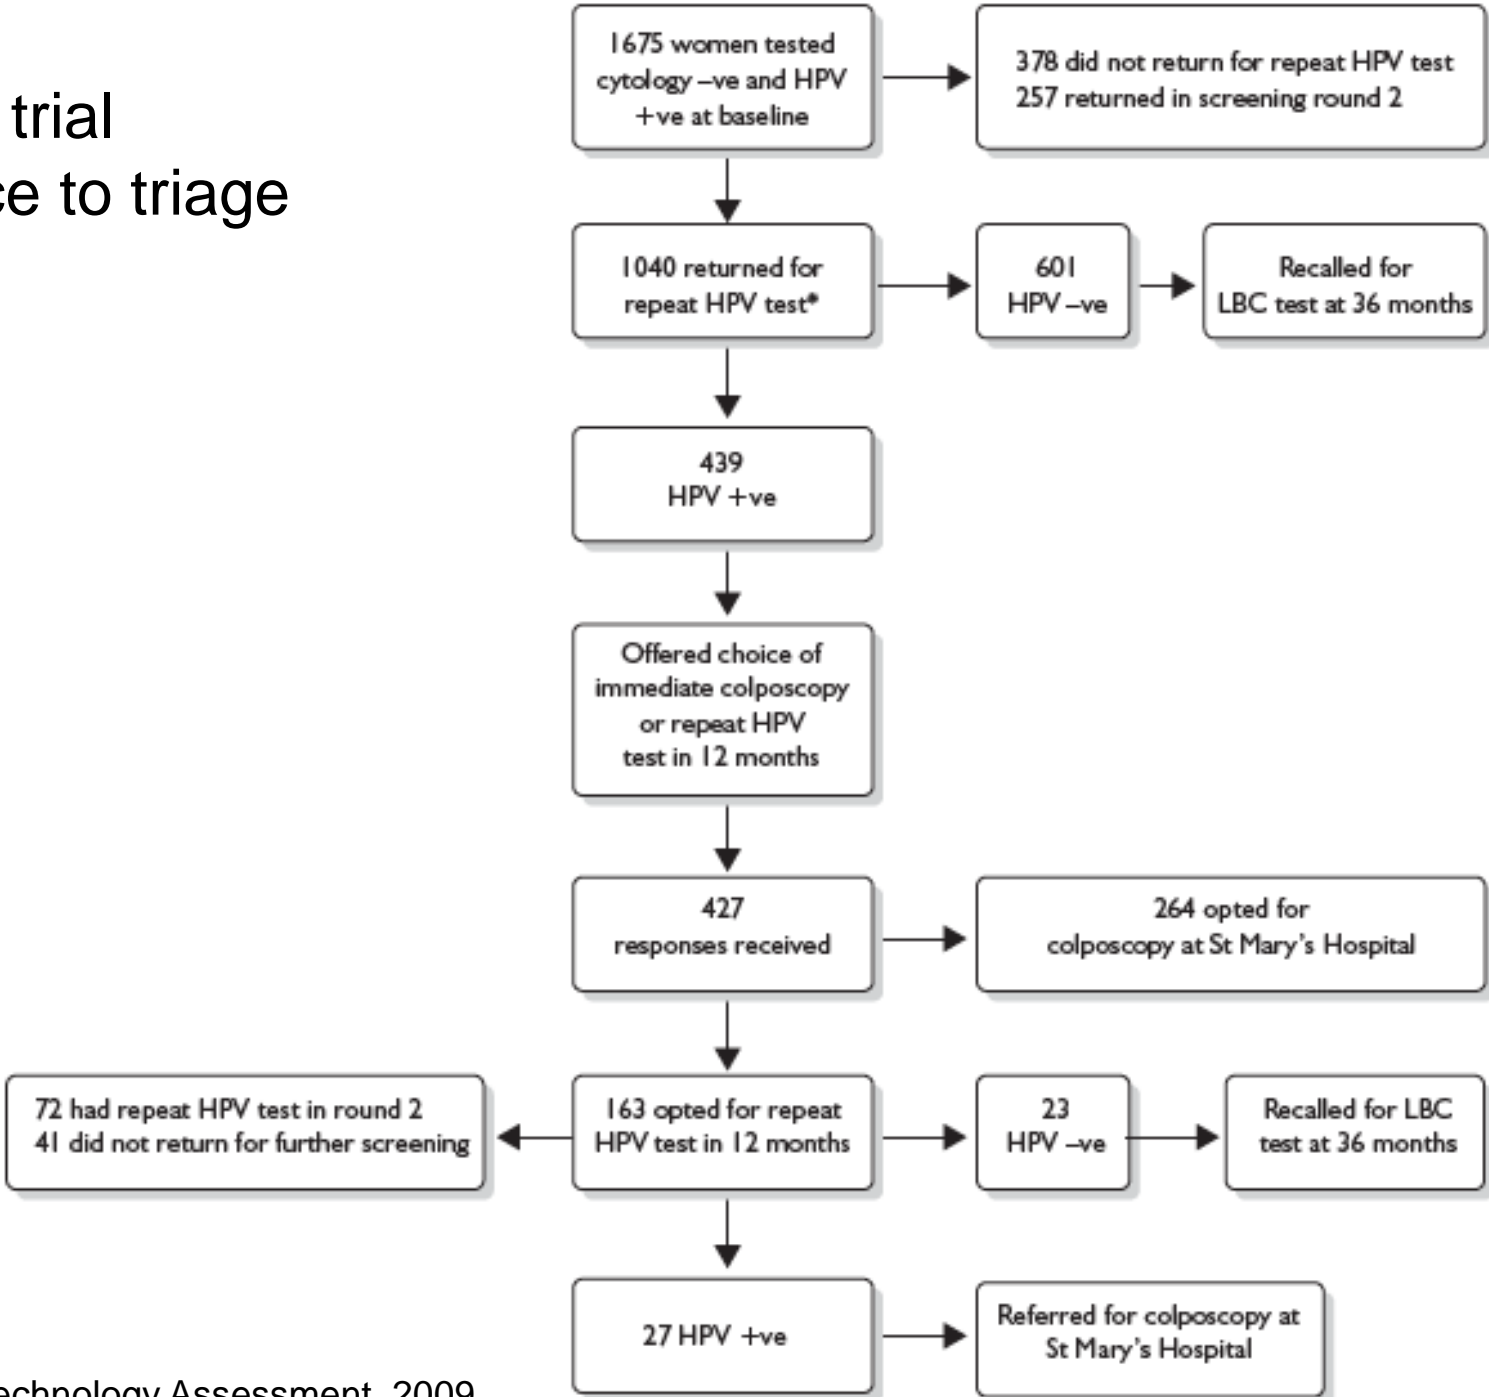 trial
ce to triage
1675 women tested
cytology –ve and HPV
+ve at baseline
378 did not return for repeat HPV test
257 returned in screening round 2
1040 returned for
repeat HPV test*
601
HPV –ve
Recalled for
LBC test at 36 months
439
HPV +ve
Offered choice of
immediate colposcopy
or repeat HPV
test in 12 months
427
responses received
264 opted for
colposcopy at St Mary's Hospital
72 had repeat HPV test in round 2
41 did not return for further screening
163 opted for repeat
HPV test in 12 months
23
HPV –ve
Recalled for LBC
test at 36 months
27 HPV +ve
Referred for colposcopy at
St Mary's Hospital
echnology Assessment, 2009